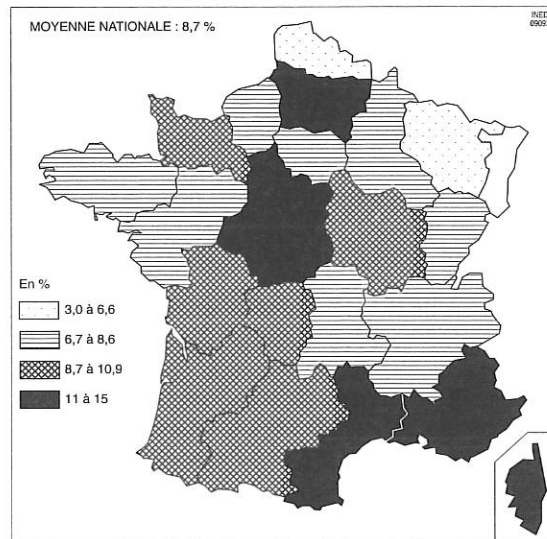 MOYENNE NATIONALE : 8,7 %
INED
En %
3,0 à 6,6
6,7 à 8,6
8,7 à 10,9
11 à 15